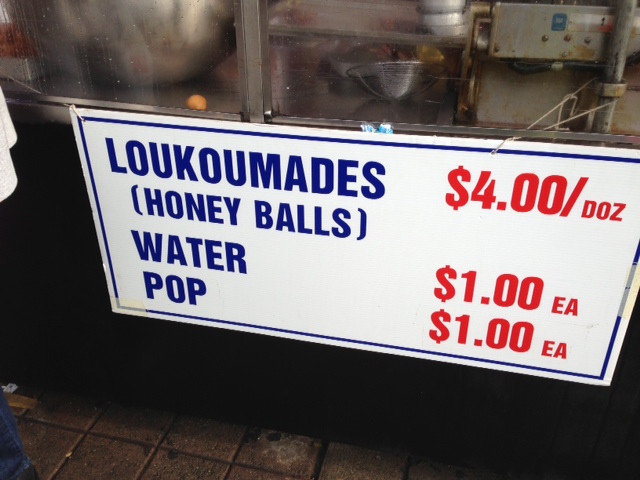 LOUKOUMADES $4.00/DOZ
(HONEY BALLS)
WATER $1.00 EA
POP $1.00 EA